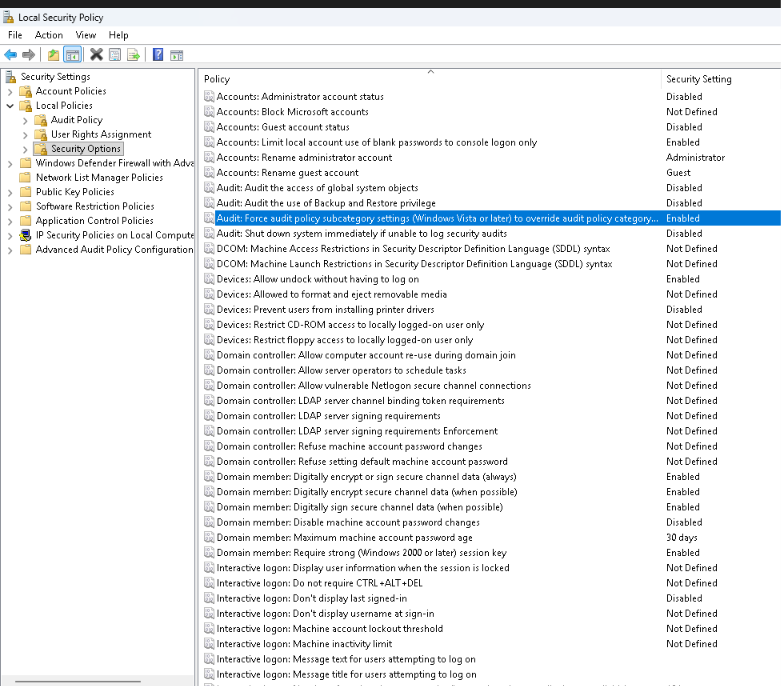 Local Security Policy
File Action View Help
Security Settings
Account Policies
Local Policies
Audit Policy
User Rights Assignment
Security Options
Windows Defender Firewall with Adva
Network List Manager Policies
Public Key Policies
Software Restriction Policies
Application Control Policies
IP Security Policies on Local Compute
Advanced Audit Policy Configuration
Policy Security Setting
Accounts: Administrator account status Disabled
Accounts: Block Microsoft accounts Not Defined
Accounts: Guest account status Disabled
Accounts: Limit local account use of blank passwords to console logon only Enabled
Accounts: Rename administrator account Administrator
Accounts: Rename guest account Guest
Audit: Audit the access of global system objects Disabled
Audit: Audit the use of Backup and Restore privilege Disabled
Audit: Force audit policy subcategory settings (Windows Vista or later) to override audit policy category... Enabled
Audit: Shut down system immediately if unable to log security audits Disabled
DCOM: Machine Access Restrictions in Security Descriptor Definition Language (SDDL) syntax Not Defined
DCOM: Machine Launch Restrictions in Security Descriptor Definition Language (SDDL) syntax Not Defined
Devices: Allow undock without having to log on Enabled
Devices: Allowed to format and eject removable media Not Defined
Devices: Prevent users from installing printer drivers Disabled
Devices: Restrict CD-ROM access to locally logged-on user only Not Defined
Devices: Restrict floppy access to locally logged-on user only Not Defined
Domain controller: Allow computer account re-use during domain join Not Defined
Domain controller: Allow server operators to schedule tasks Not Defined
Domain controller: Allow vulnerable Netlogon secure channel connections Not Defined
Domain controller: LDAP server channel binding token requirements Not Defined
Domain controller: LDAP server signing requirements Not Defined
Domain controller: LDAP server signing requirements Enforcement Not Defined
Domain controller: Refuse machine account password changes Not Defined
Domain controller: Refuse setting default machine account password Not Defined
Domain member: Digitally encrypt or sign secure channel data (always) Enabled
Domain member: Digitally encrypt secure channel data (when possible) Enabled
Domain member: Digitally sign secure channel data (when possible) Enabled
Domain member: Disable machine account password changes Disabled
Domain member: Maximum machine account password age 30 days
Domain member: Require strong (Windows 2000 or later) session key Enabled
Interactive logon: Display user information when the session is locked Not Defined
Interactive logon: Do not require CTRL+ALT+DEL Not Defined
Interactive logon: Don't display last signed-in Disabled
Interactive logon: Don't display username at sign-in Not Defined
Interactive logon: Machine account lockout threshold Not Defined
Interactive logon: Machine inactivity limit Not Defined
Interactive logon: Message text for users attempting to log on
Interactive logon: Message title for users attempting to log on